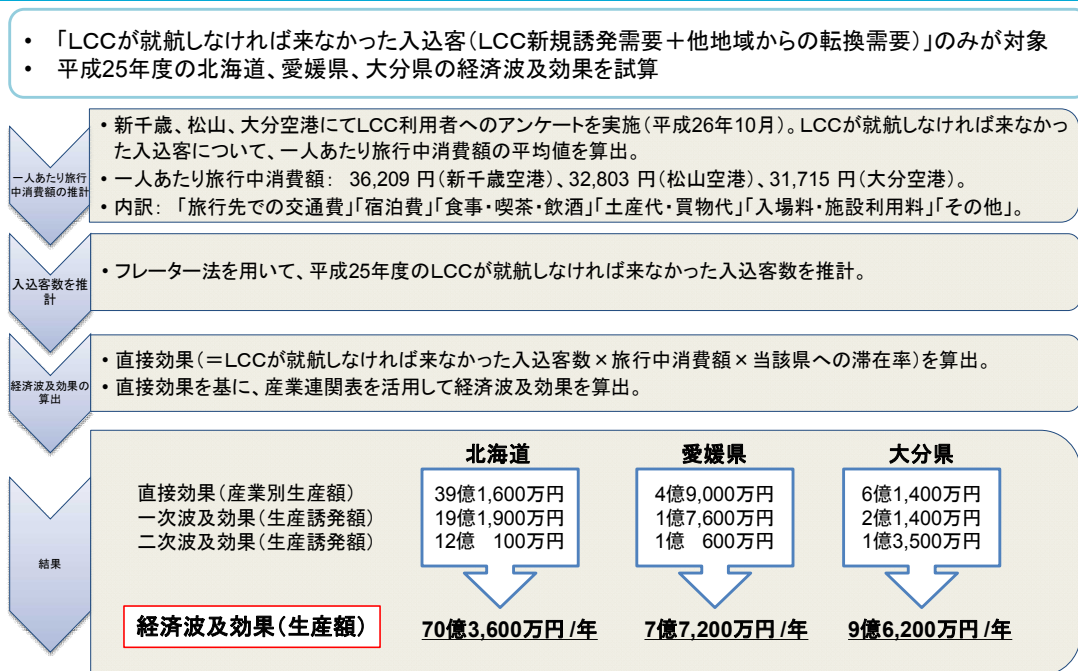 • 「LCCが就航しなければ来なかった入込客(LCC新規誘発需要+他地域からの転換需要)」のみが対象
• 平成25年度の北海道、愛媛県、大分県の経済波及効果を試算
一人あたり旅行
中消費額の推計
• 新千歳、松山、大分空港にてLCC利用者へのアンケートを実施(平成26年10月)。LCCが就航しなければ来なかっ
た入込客について、一人あたり旅行中消費額の平均値を算出。
• 一人あたり旅行中消費額: 36,209 円(新千歳空港)、32,803 円(松山空港)、31,715 円(大分空港)。
• 内訳: 「旅行先での交通費」「宿泊費」「食事・喫茶・飲酒」「土産代・買物代」「入場料・施設利用料」「その他」。
入込客数を推
計
• フレーター法を用いて、平成25年度のLCCが就航しなければ来なかった入込客数を推計。
経済波及効果の
算出
• 直接効果(=LCCが就航しなければ来なかった入込客数×旅行中消費額×当該県への滞在率)を算出。
• 直接効果を基に、産業連関表を活用して経済波及効果を算出。
結果
北海道 愛媛県 大分県
直接効果(産業別生産額) 39億1,600万円 4億9,000万円 6億1,400万円
一次波及効果(生産誘発額) 19億1,900万円 1億7,600万円 2億1,400万円
二次波及効果(生産誘発額) 12億 100万円 1億 600万円 1億3,500万円
経済波及効果(生産額) 70億3,600万円 /年 7億7,200万円 /年 9億6,200万円 /年